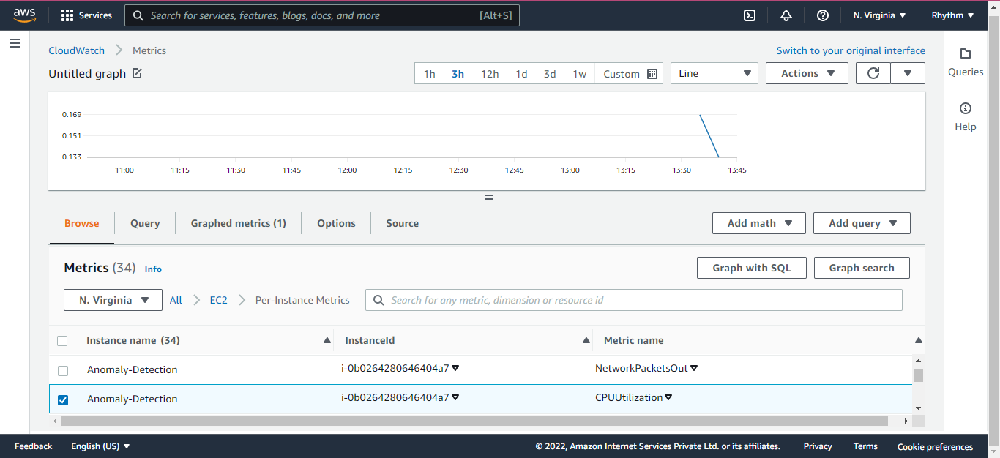 aws Services Search for services, features, blogs, docs, and more [Alt+S] N. Virginia Rhythm
CloudWatch Metrics Switch to your original interface
Untitled graph 1h 3h 12h 1d 3d 1w Custom Line Actions
Queries
Help
0.169
0.151
0.133
11:00 11:15 11:30 11:45 12:00 12:15 12:30 12:45 13:00 13:15 13:30 13:45
Browse Query Graphed metrics (1) Options Source Add math Add query
Metrics (34) Info Graph with SQL Graph search
N. Virginia All EC2 Per-Instance Metrics Search for any metric, dimension or resource id
Instance name (34) InstanceId Metric name
Anomaly-Detection i-0b0264280646404a7 NetworkPacketsOut
Anomaly-Detection i-0b0264280646404a7 CPUUtilization
Feedback English (US) © 2022, Amazon Internet Services Private Ltd. or its affiliates. Privacy Terms Cookie preferences